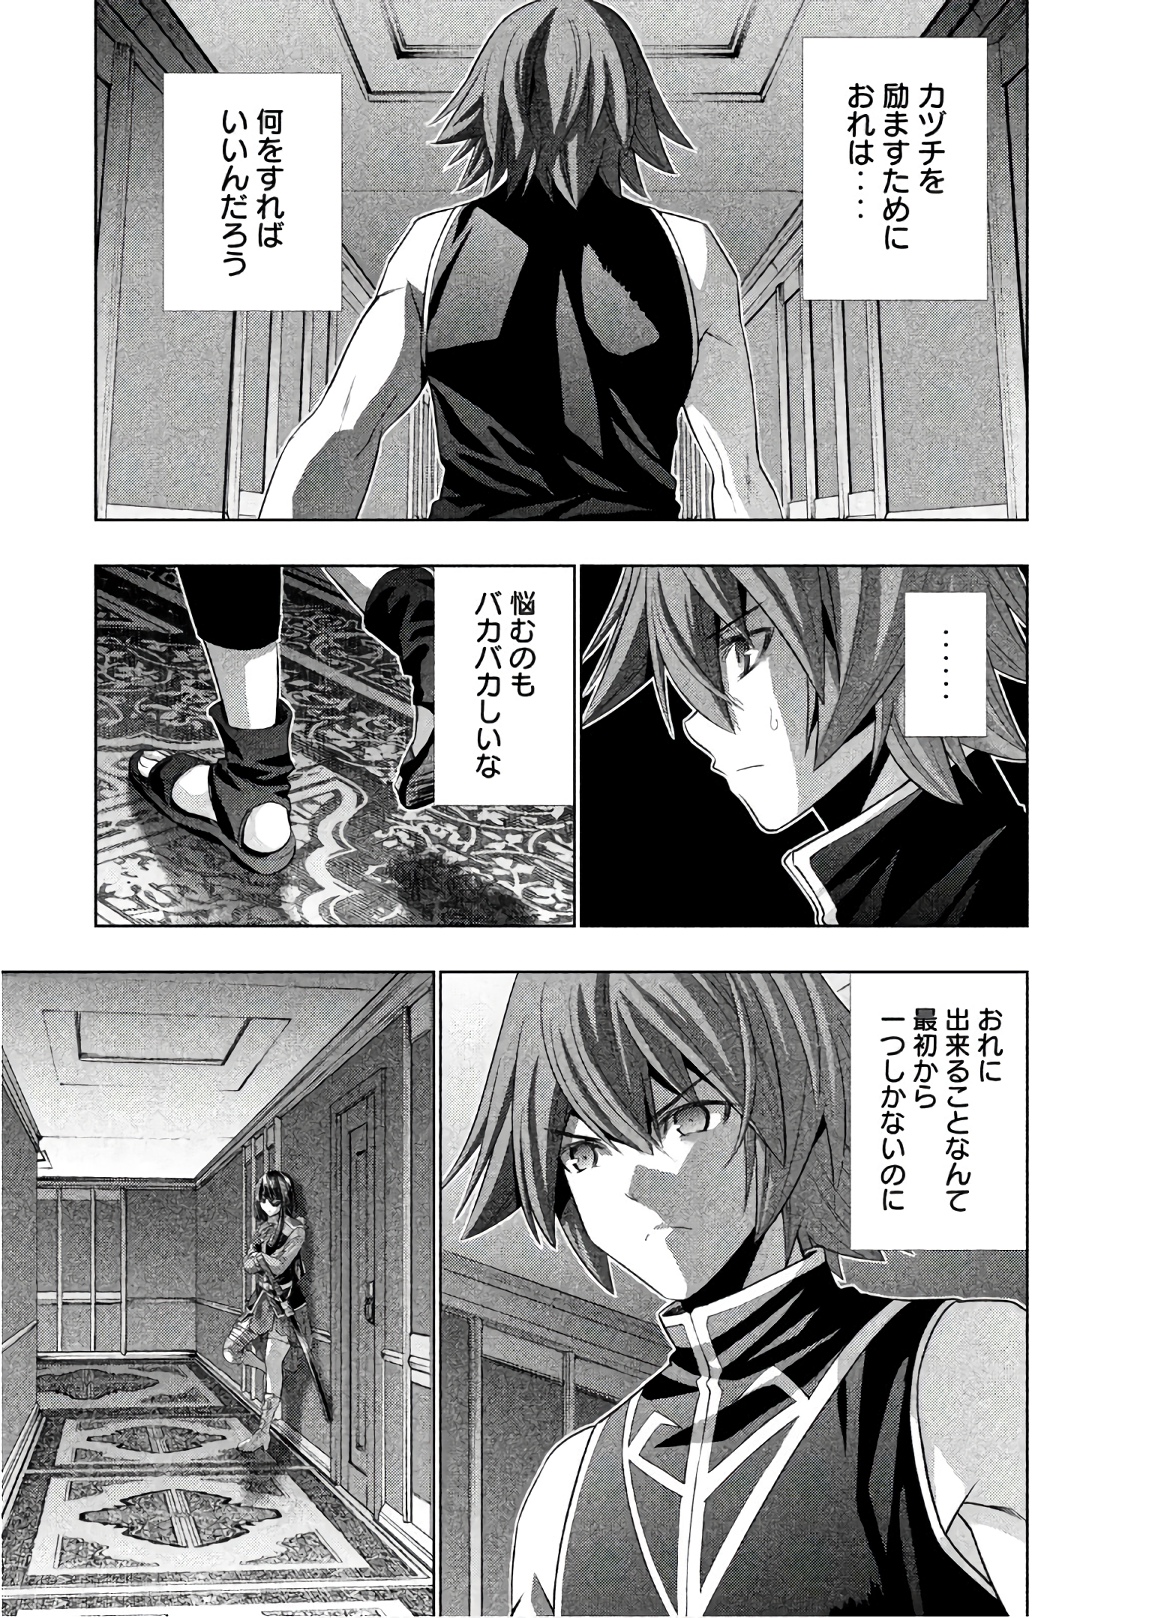 カヅチを
励ますために
おれは‥‥
何をすれば
いいんだろう
‥‥‥
悩むのも
バカバカしいな
おれに
出来ることなんて
最初から
一つしかないのに